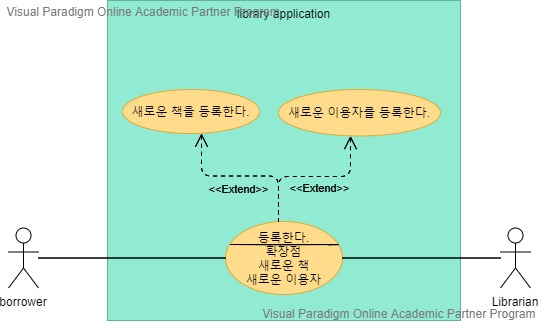 Visual Paradigm Online Academic Partner Program
library application
새로운 책을 등록한다.
새로운 이용자를 등록한다.
<<Extend>>
<<Extend>>
등록한다.
확장점
새로운 책
새로운 이용자
borrower
Librarian
Visual Paradigm Online Academic Partner Program